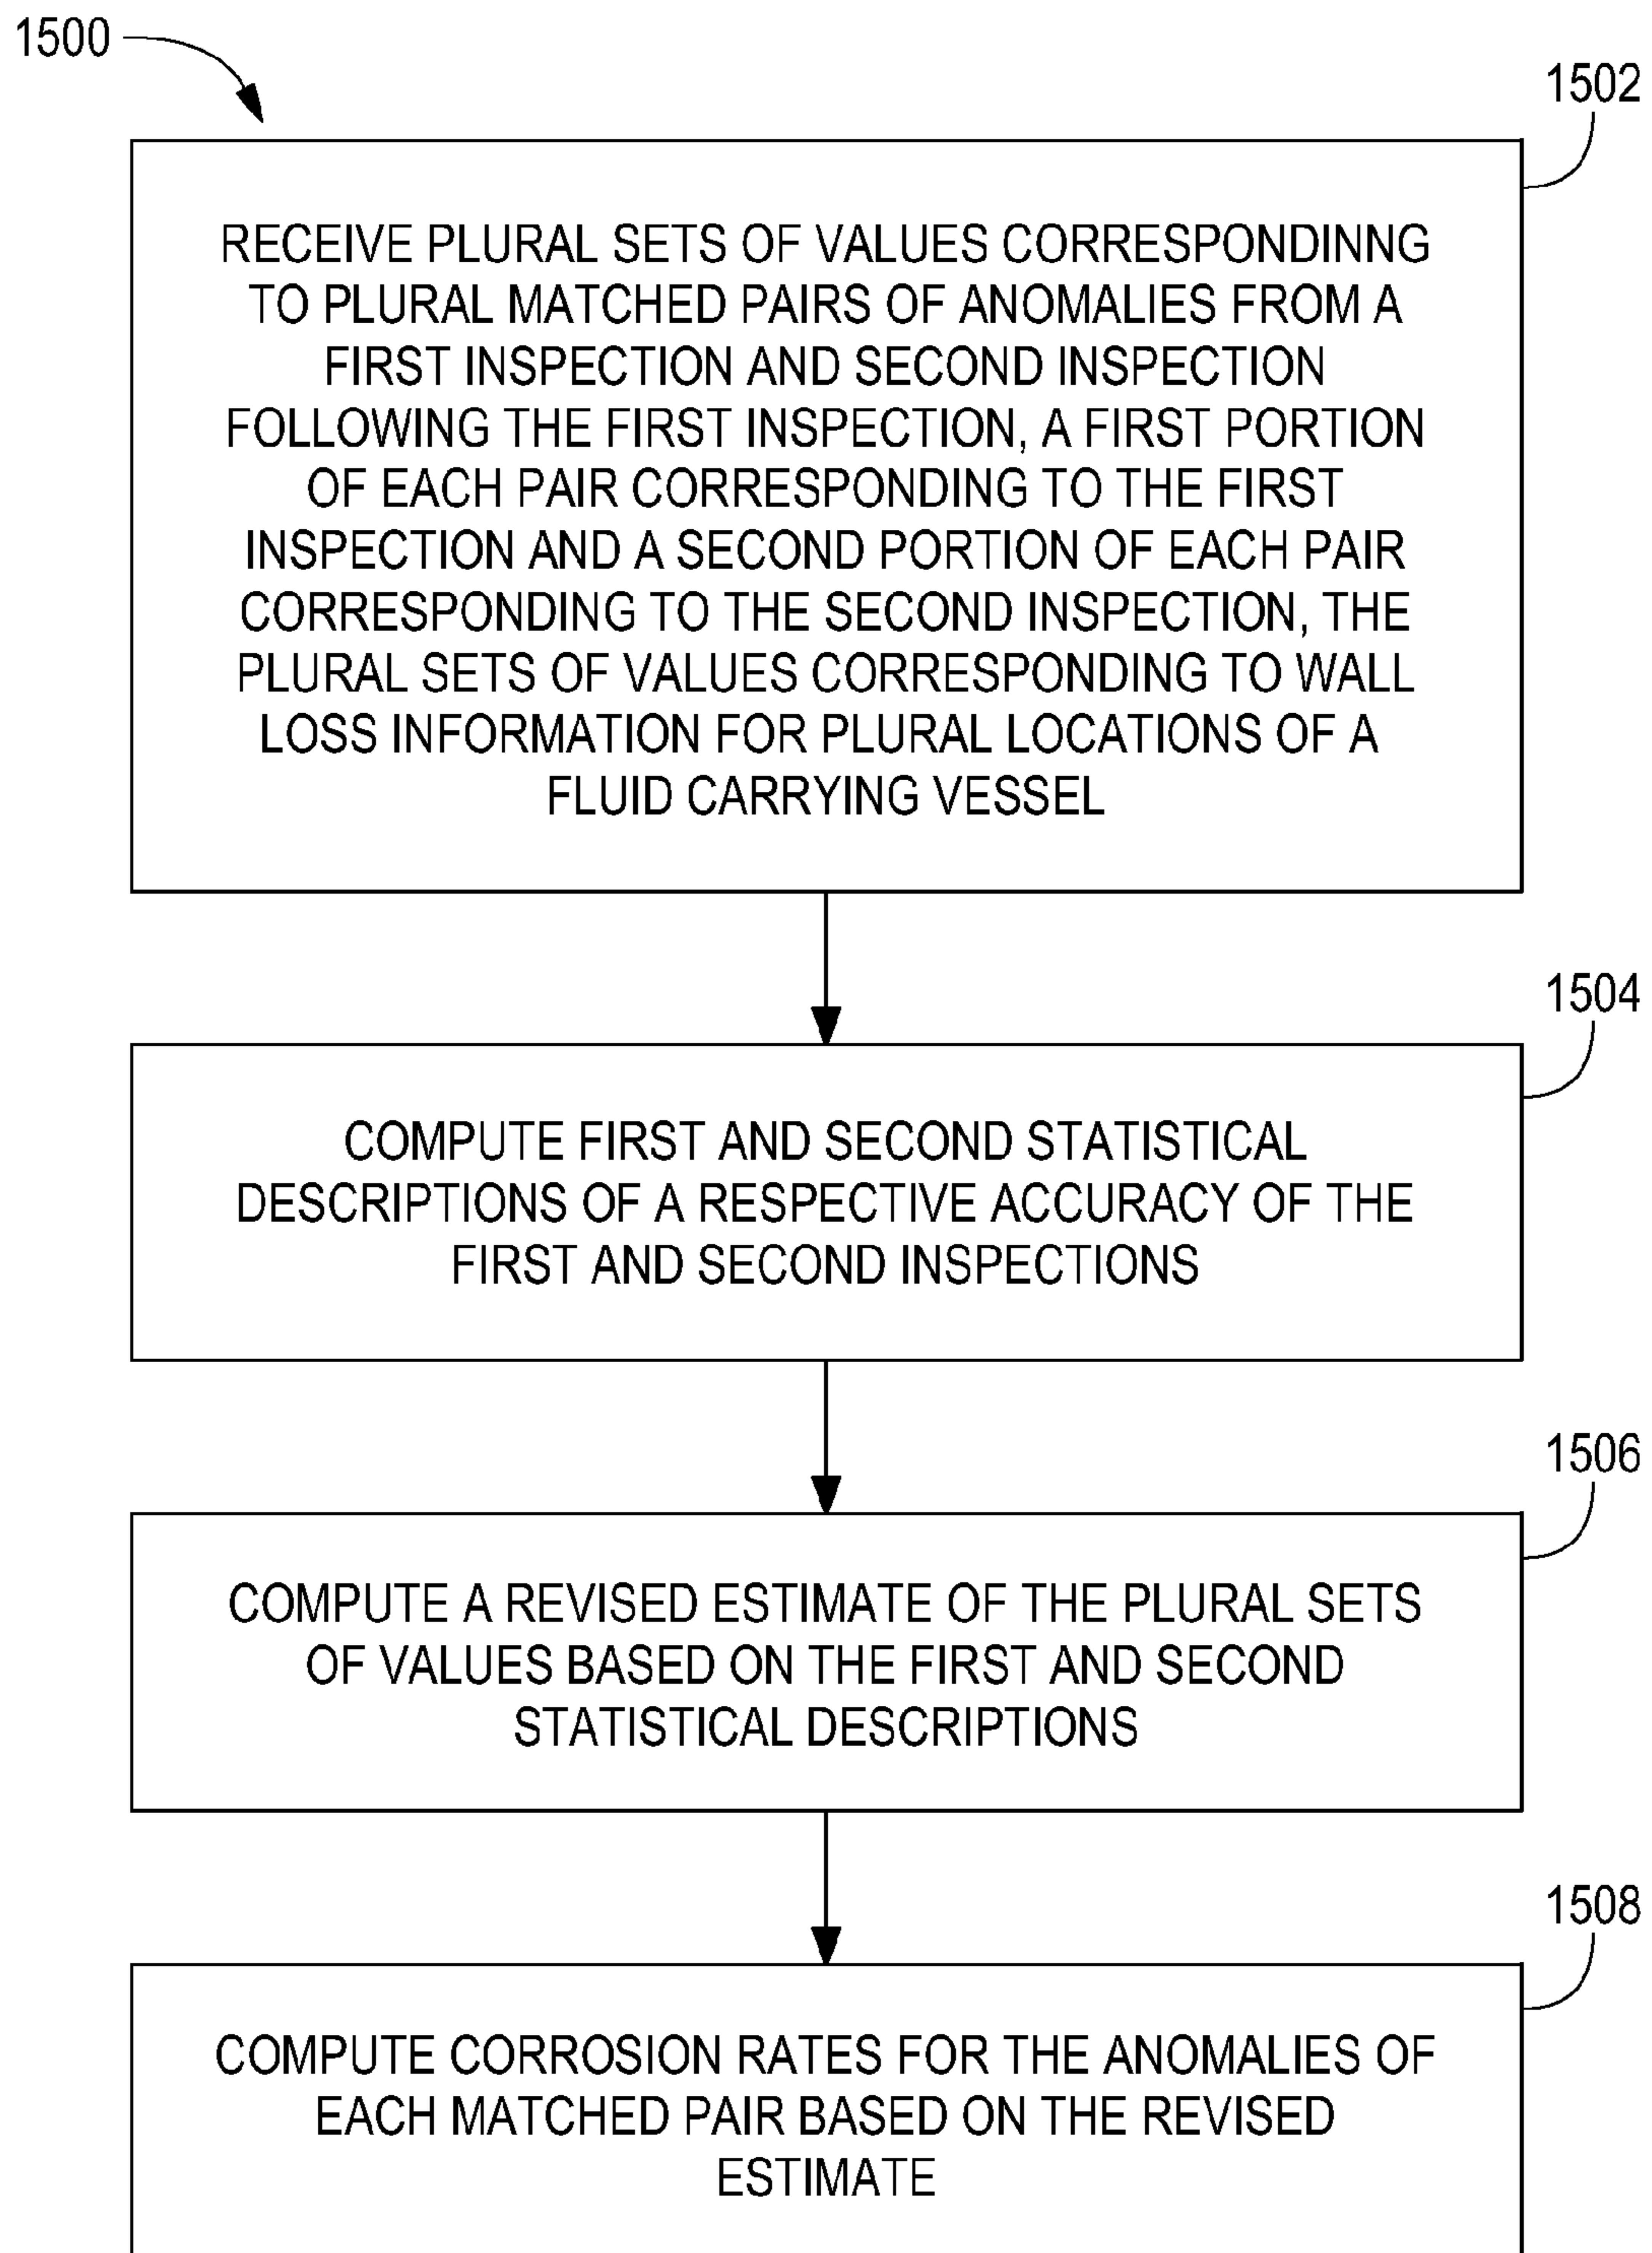 1500
1502
RECEIVE PLURAL SETS OF VALUES CORRESPONDINNG
TO PLURAL MATCHED PAIRS OF ANOMALIES FROM A
FIRST INSPECTION AND SECOND INSPECTION
FOLLOWING THE FIRST INSPECTION, A FIRST PORTION
OF EACH PAIR CORRESPONDING TO THE FIRST
INSPECTION AND A SECOND PORTION OF EACH PAIR
CORRESPONDING TO THE SECOND INSPECTION, THE
PLURAL SETS OF VALUES CORRESPONDING TO WALL
LOSS INFORMATION FOR PLURAL LOCATIONS OF A
FLUID CARRYING VESSEL
1504
COMPUTE FIRST AND SECOND STATISTICAL
DESCRIPTIONS OF A RESPECTIVE ACCURACY OF THE
FIRST AND SECOND INSPECTIONS
1506
COMPUTE A REVISED ESTIMATE OF THE PLURAL SETS
OF VALUES BASED ON THE FIRST AND SECOND
STATISTICAL DESCRIPTIONS
1508
COMPUTE CORROSION RATES FOR THE ANOMALIES OF
EACH MATCHED PAIR BASED ON THE REVISED
ESTIMATE